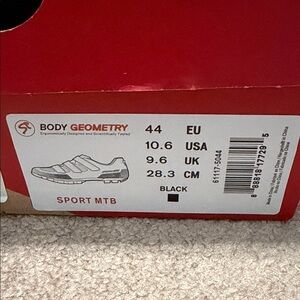 BODY GEOMETRY
Ergonomically Designed and Scientifically Tested
44 EU
10.6 USA
9.6 UK
28.3 CM
BLACK
SPORT MTB
61117-5044